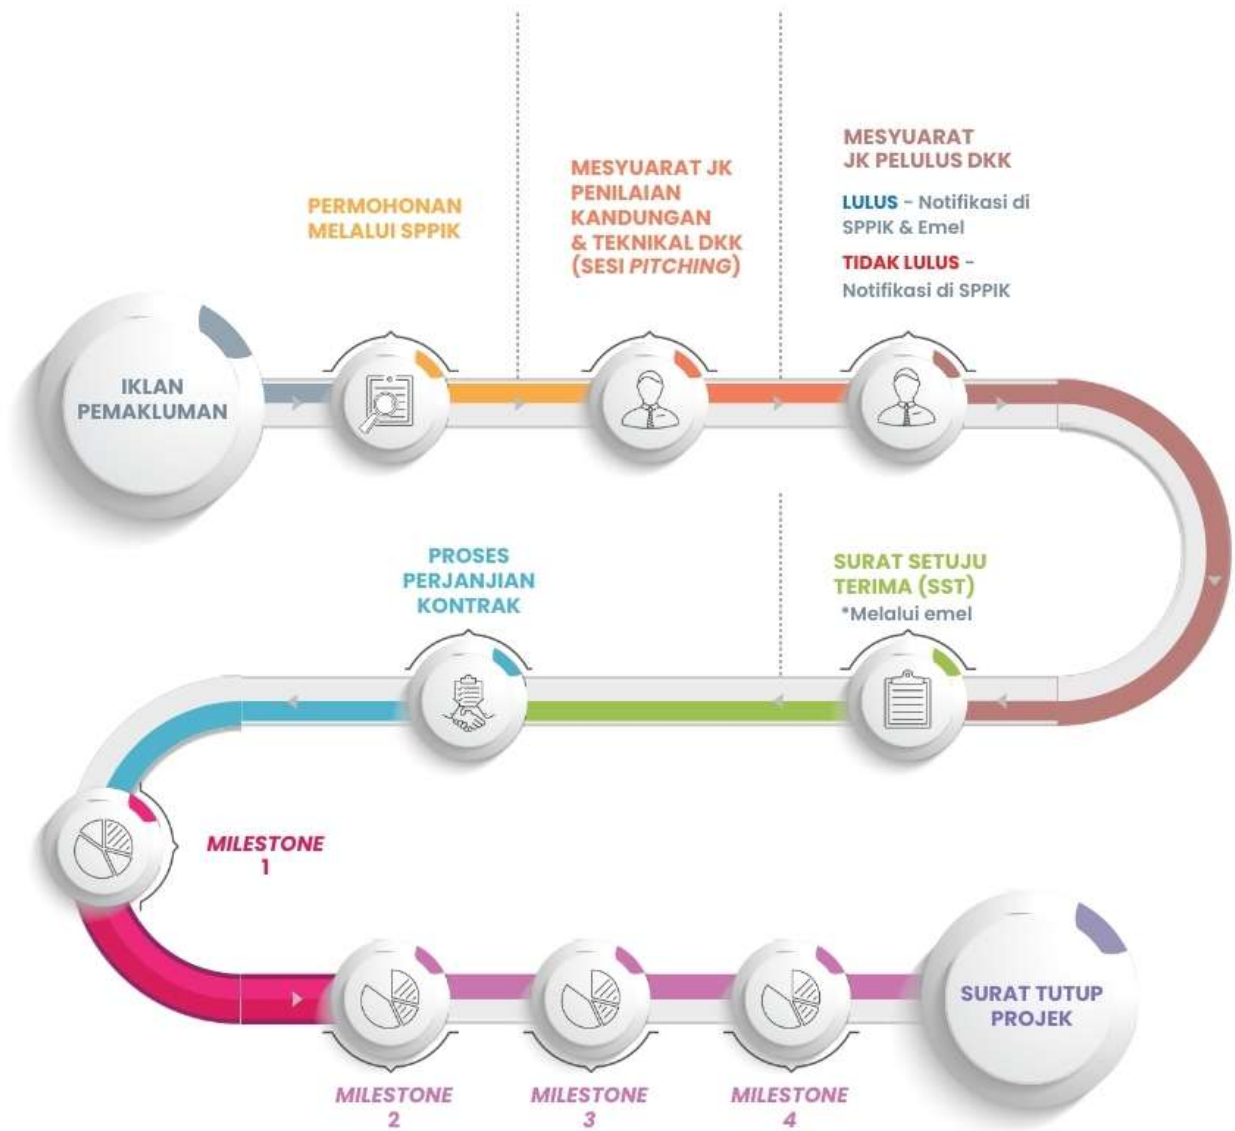 IKLAN
PEMAKLUMAN
PERMOHONAN
MELALUI SPPIK
MESYUARAT JK
PENILAIAN
KANDUNGAN
& TEKNIKAL DKK
(SESI PITCHING)
MESYUARAT
JK PELULUS DKK
LULUS - Notifikasi di
SPPIK & Emel
TIDAK LULUS -
Notifikasi di SPPIK
SURAT SETUJU
TERIMA (SST)
*Melalui emel
PROSES
PERJANJIAN
KONTRAK
MILESTONE
1
MILESTONE
2
MILESTONE
3
MILESTONE
4
SURAT TUTUP
PROJEK